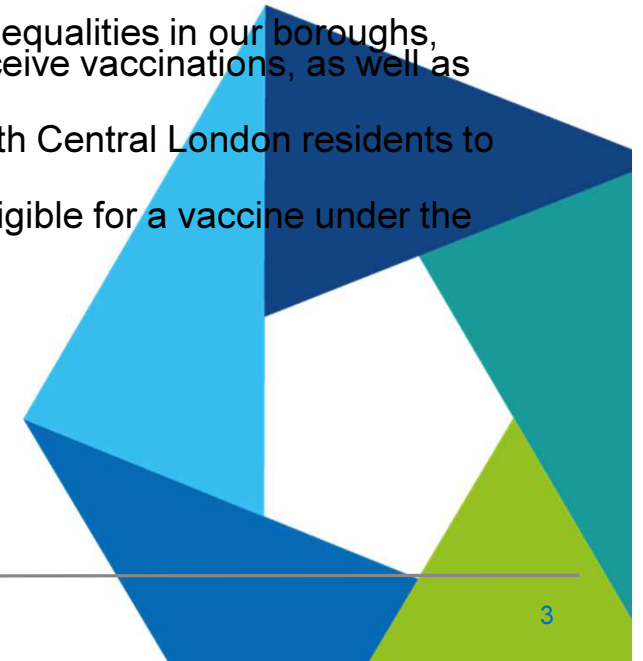 equalities in our boroughs,
ceive vaccinations, as well as
th Central London residents to
igible for a vaccine under the
3